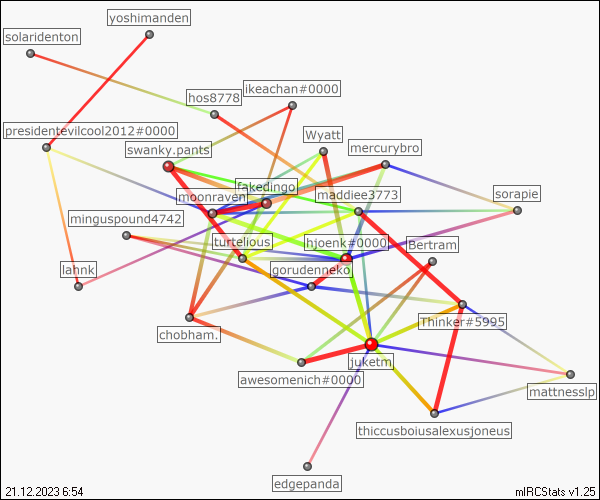 yoshimanden
solaridenton
ikeachan#0000
hos8778
presidentevilcool2012#0000
Wyatt
mercurybro
swanky.pants
fakedingo
moonraven
maddiee3773
sorapie
minguspound4742
turtelious
hjoenk#0000
Bertram
lahnk
gorudenneko
Thinker#5995
chobham.
juketm
awesomenich#0000
mattnesslp
thiccusboiusalexusjoneus
edgepanda
21.12.2023 6:54
mIRCStats v1.25